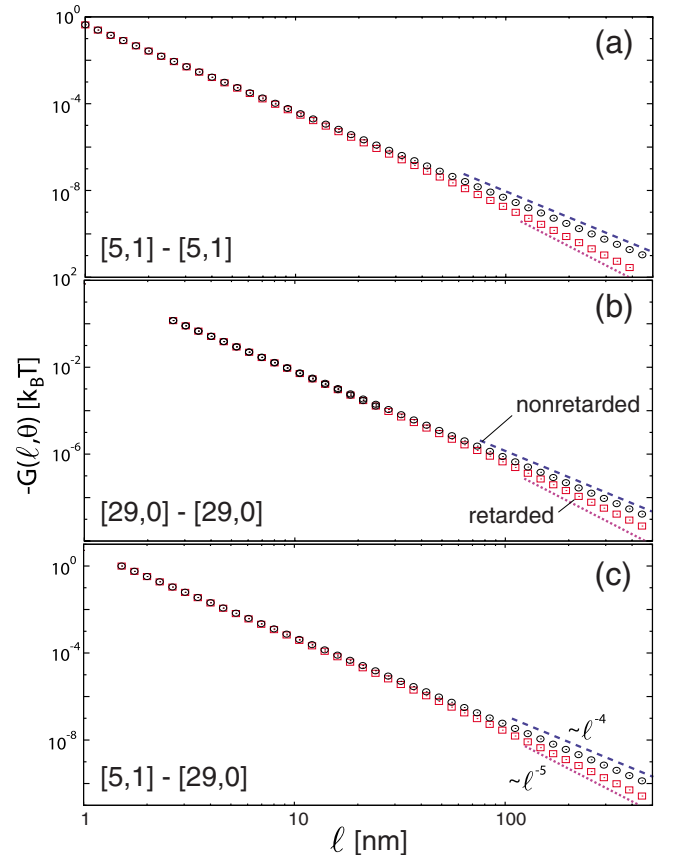 10^0
(a)
10^-4
10^-8
[5,1] - [5,1]
10^2
(b)
10^-2
nonretarded
10^-6
[29,0] - [29,0]
retarded
-G(ℓ,θ) [k_BT]
10^0
(c)
10^-4
~ℓ^-4
10^-8
~ℓ^-5
[5,1] - [29,0]
1
10
100
ℓ [nm]